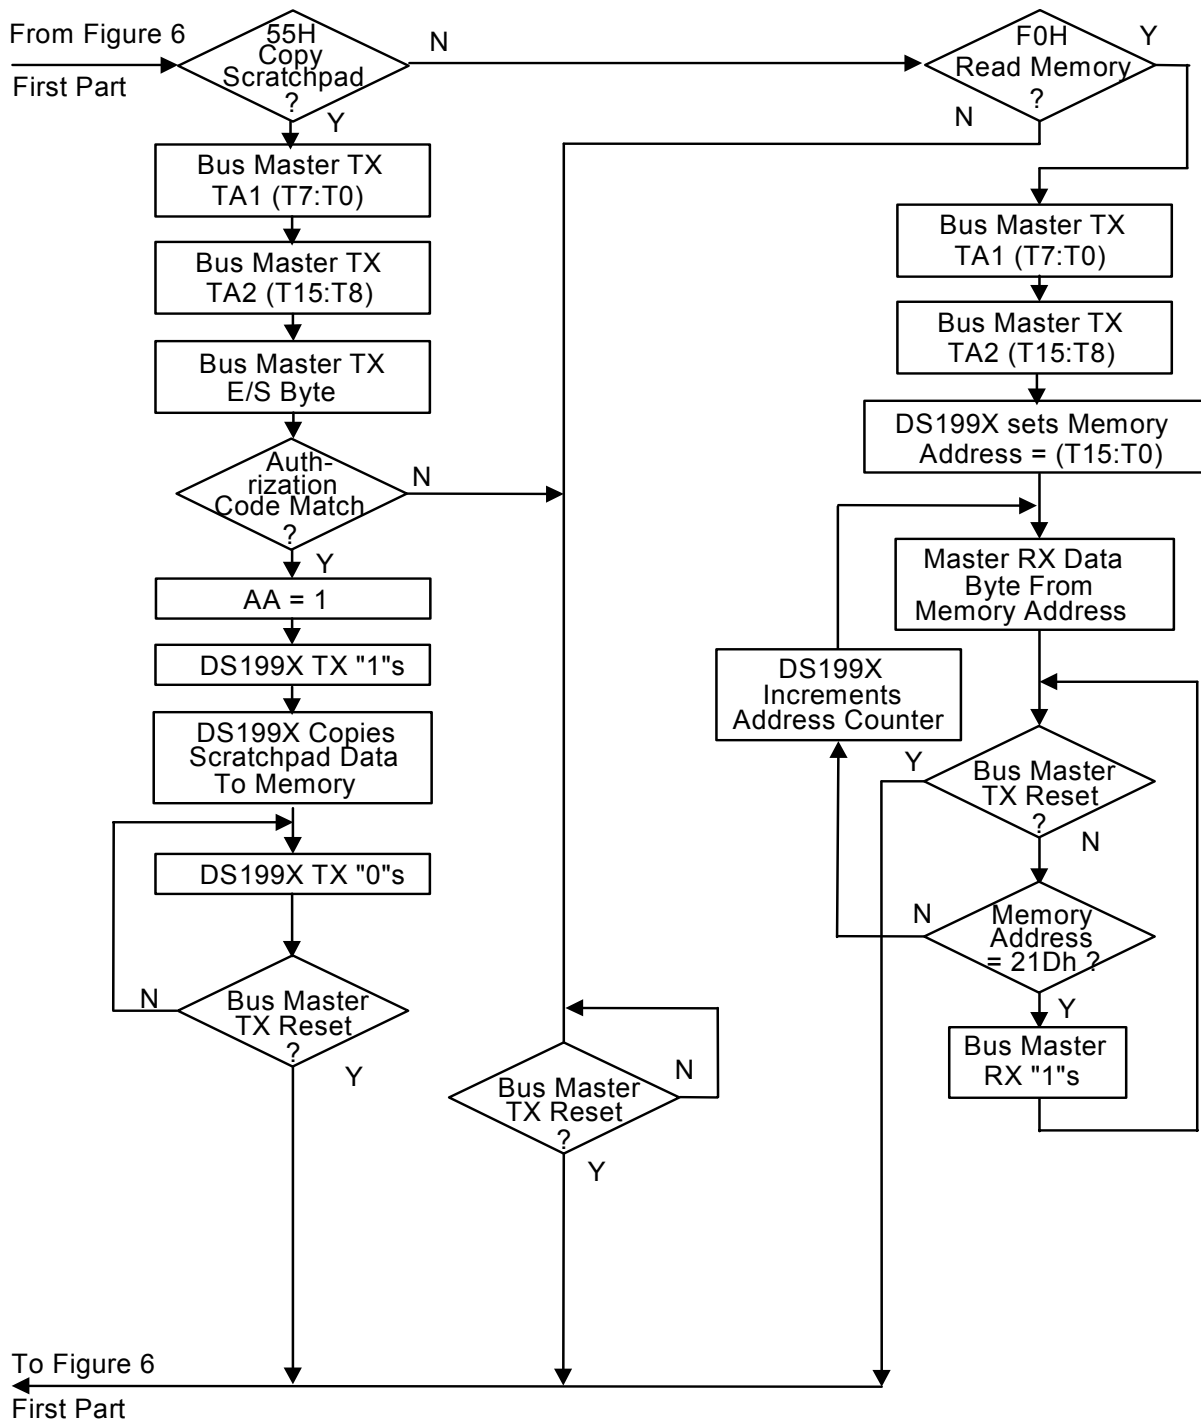 From Figure 6
First Part
55H
Copy
Scratchpad
?
N
Y
F0H
Read Memory
?
Y
N
Bus Master TX
TA1 (T7:T0)
Bus Master TX
TA2 (T15:T8)
Bus Master TX
E/S Byte
Auth-
rization
Code Match
?
N
Y
AA = 1
DS199X TX "1"s
DS199X Copies
Scratchpad Data
To Memory
DS199X TX "0"s
N
Bus Master
TX Reset
?
Y
Bus Master
TX Reset
?
N
Y
Bus Master TX
TA1 (T7:T0)
Bus Master TX
TA2 (T15:T8)
DS199X sets Memory
Address = (T15:T0)
Master RX Data
Byte From
Memory Address
DS199X
Increments
Address Counter
Y
Bus Master
TX Reset
?
N
N
Memory
Address
= 21Dh ?
Y
Bus Master
RX "1"s
To Figure 6
First Part